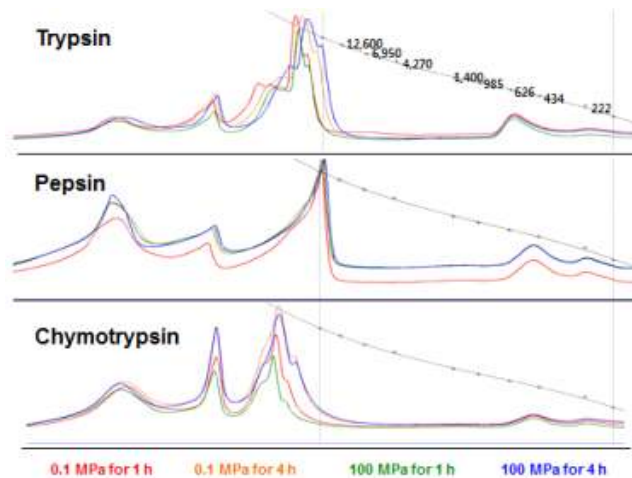 Trypsin
12,600
6,950
4,270
1,400
985
626
434
222
Pepsin
Chymotrypsin
0.1 MPa for 1 h 0.1 MPa for 4 h 100 MPa for 1 h 100 MPa for 4 h